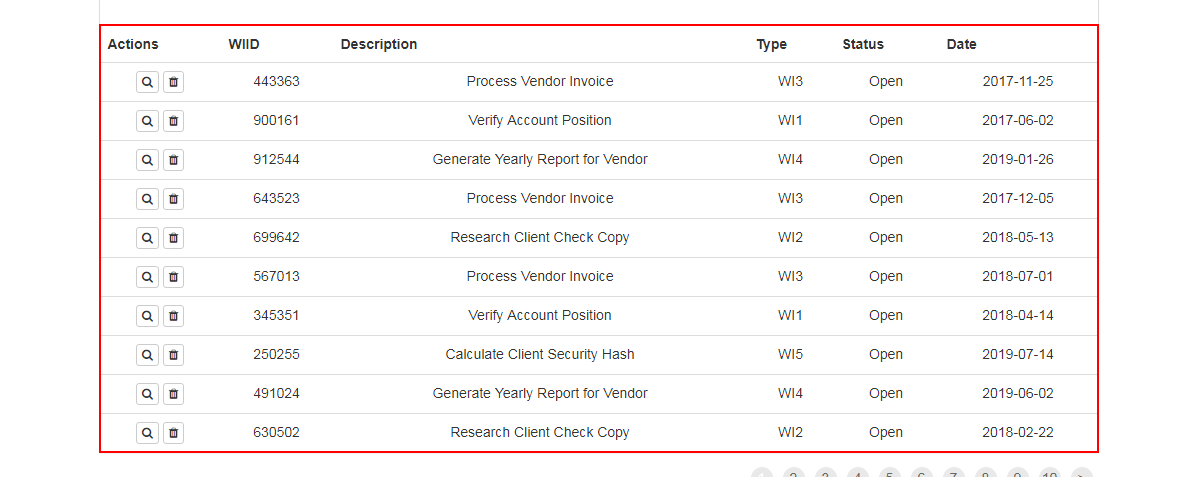 Actions WIID Description Type Status Date
443363 Process Vendor Invoice WI3 Open 2017-11-25
900161 Verify Account Position WI1 Open 2017-06-02
912544 Generate Yearly Report for Vendor WI4 Open 2019-01-26
643523 Process Vendor Invoice WI3 Open 2017-12-05
699642 Research Client Check Copy WI2 Open 2018-05-13
567013 Process Vendor Invoice WI3 Open 2018-07-01
345351 Verify Account Position WI1 Open 2018-04-14
250255 Calculate Client Security Hash WI5 Open 2019-07-14
491024 Generate Yearly Report for Vendor WI4 Open 2019-06-02
630502 Research Client Check Copy WI2 Open 2018-02-22
1 2 3 4 5 6 7 8 9 10 >